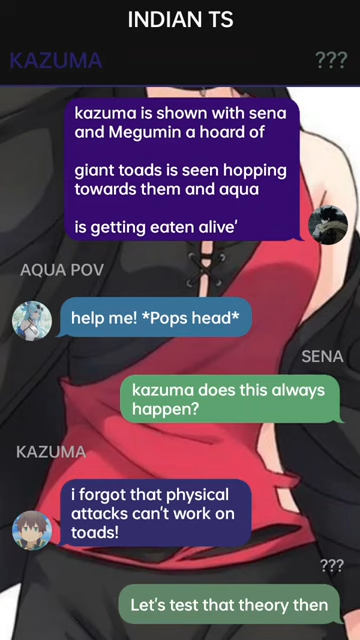 INDIAN TS
KAZUMA
???
kazuma is shown with sena
and Megumin a hoard of
giant toads is seen hopping
towards them and aqua
is getting eaten alive'
AQUA POV
help me! *Pops head*
SENA
kazuma does this always
happen?
KAZUMA
i forgot that physical
attacks can't work on
toads!
???
Let's test that theory then